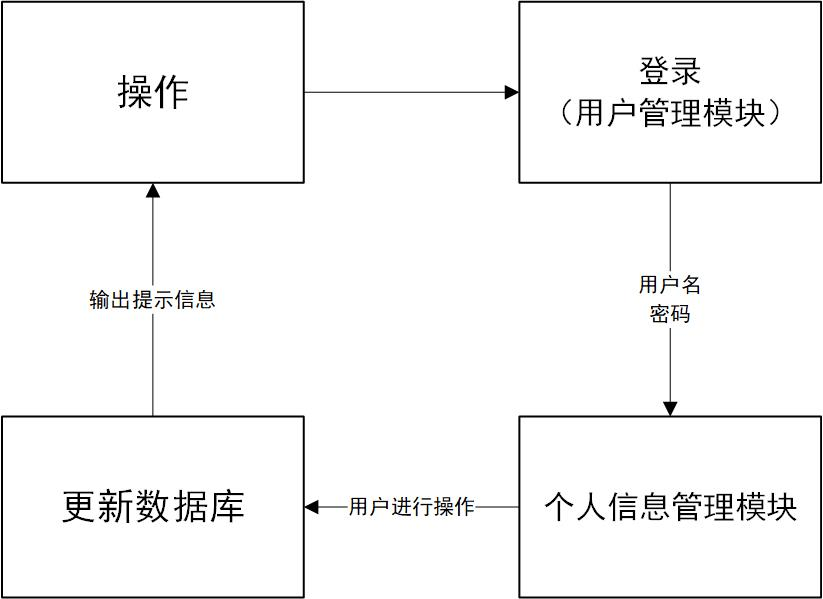 操作
登录
（用户管理模块）
输出提示信息
用户名
密码
更新数据库
用户进行操作
个人信息管理模块